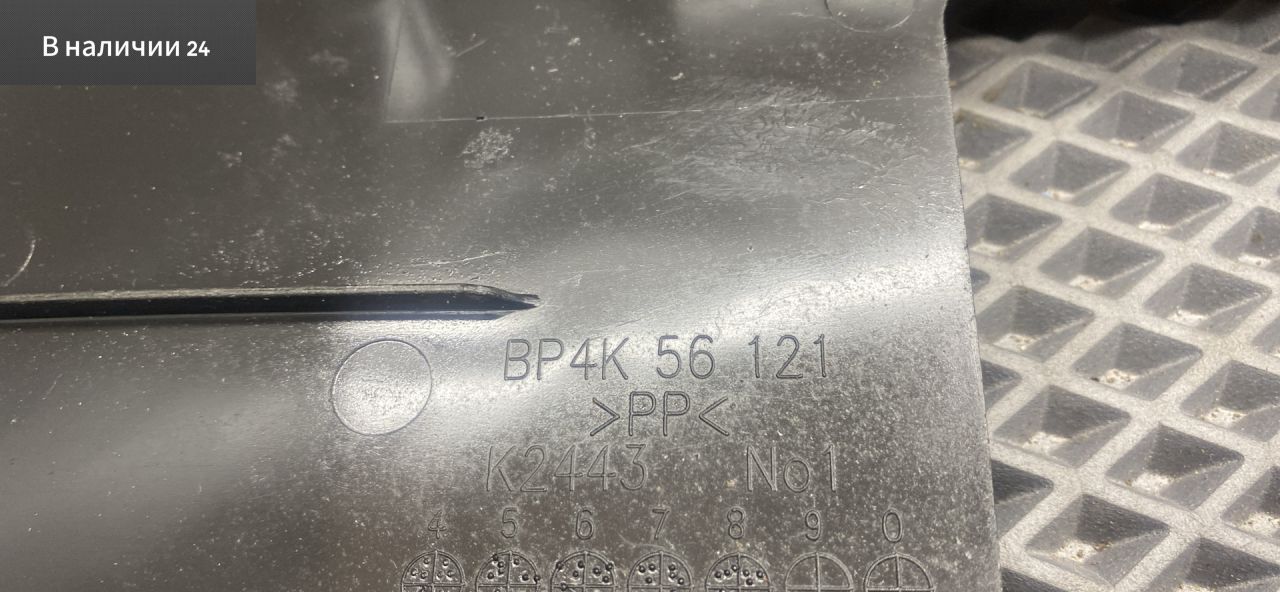 В наличии 24
BP4K 56 121
>PP<
K2443 No1
4 5 6 7 8 9 0